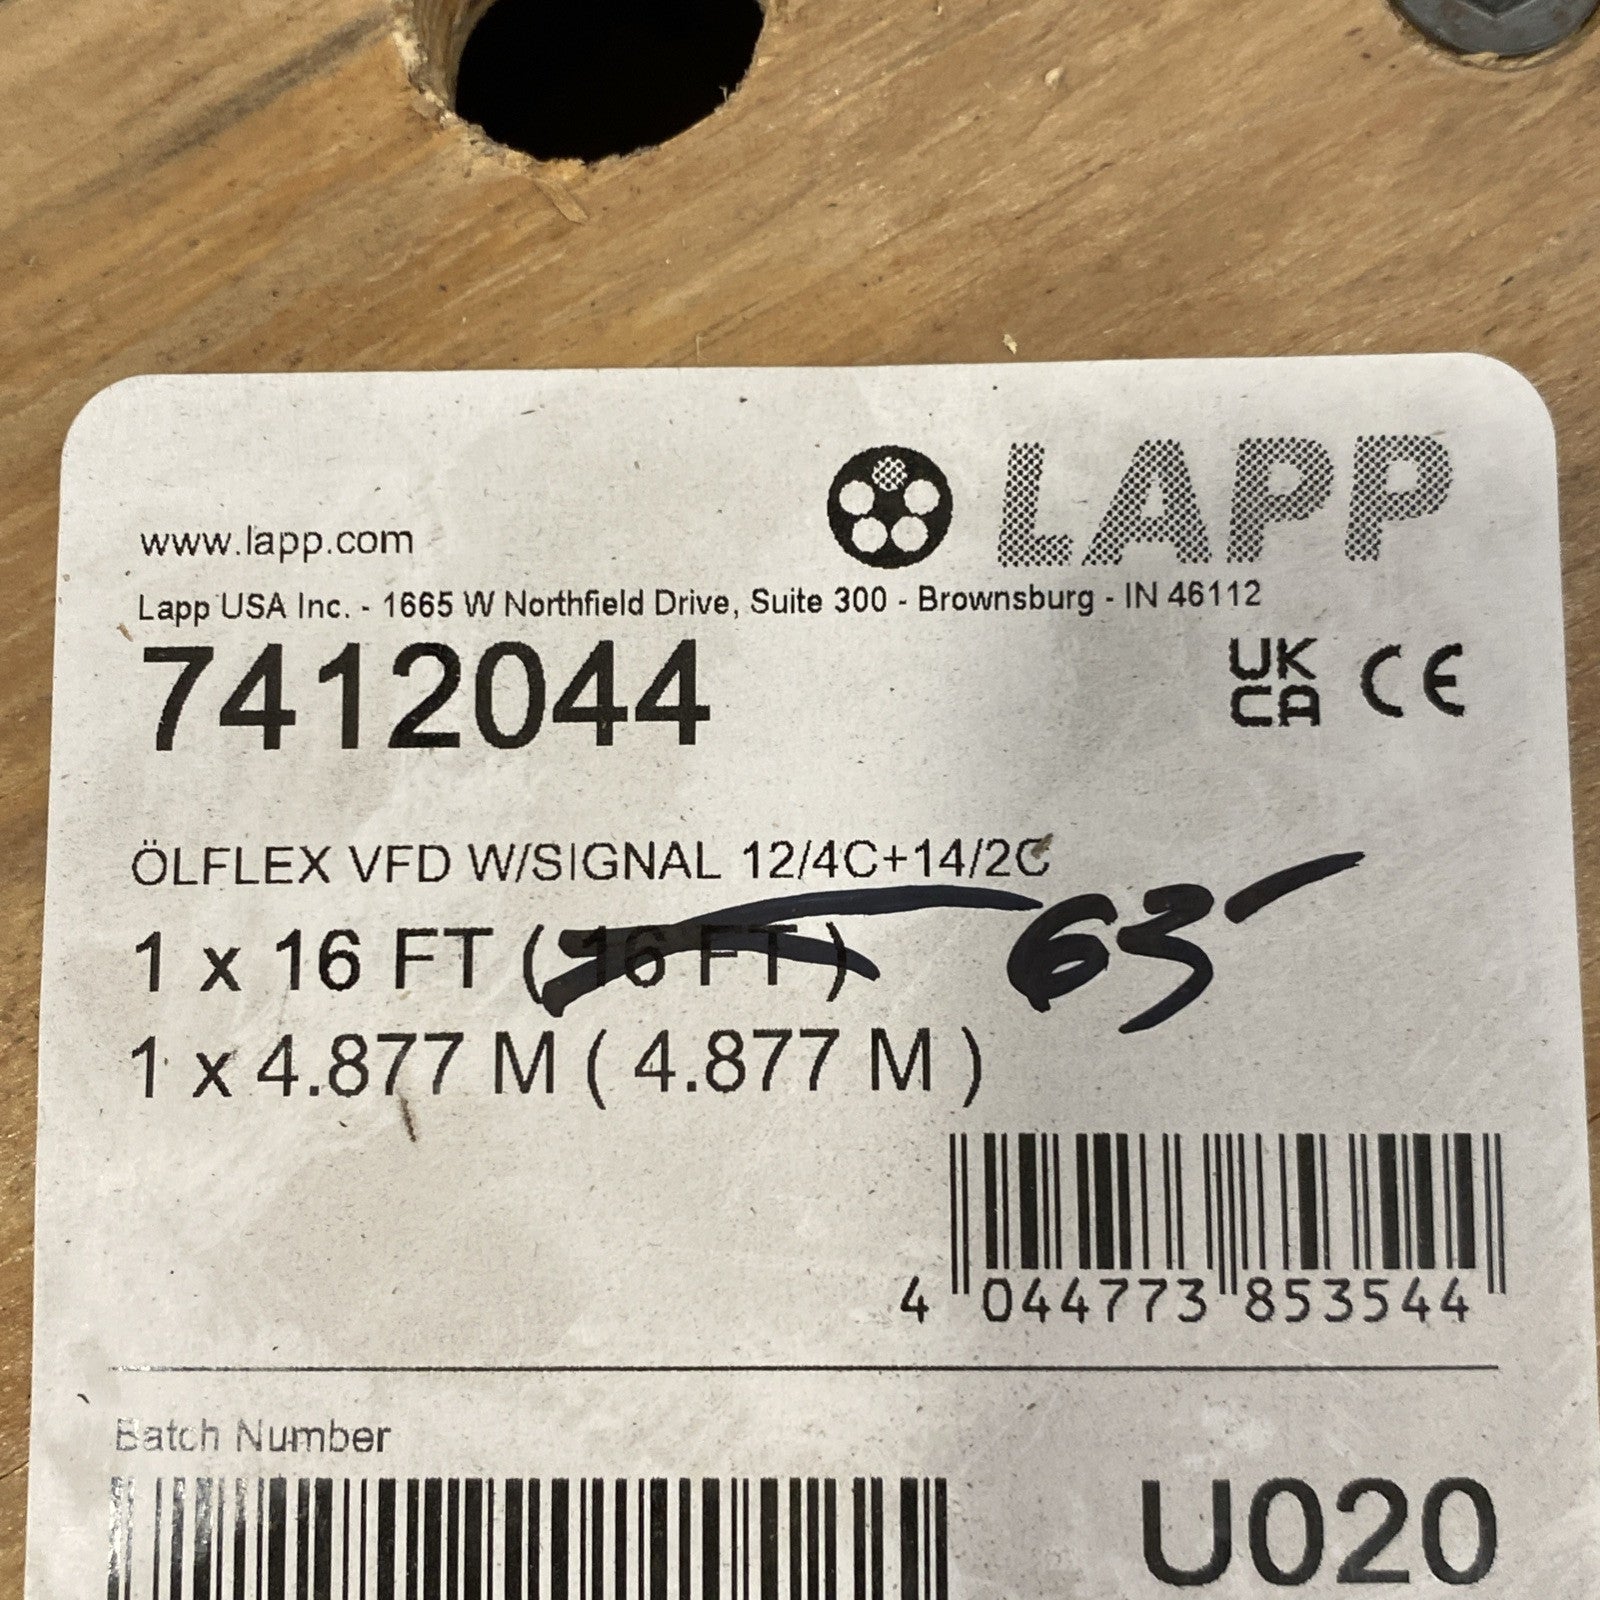 LAPP
www.lapp.com
Lapp USA Inc. - 1665 W Northfield Drive, Suite 300 - Brownsburg - IN 46112
7412044
UK
CA CE
ÖLFLEX VFD W/SIGNAL 12/4C+14/2C
1 x 16 FT ( 16 FT )
1 x 4.877 M ( 4.877 M )
4 044773 853544
Batch Number
U020